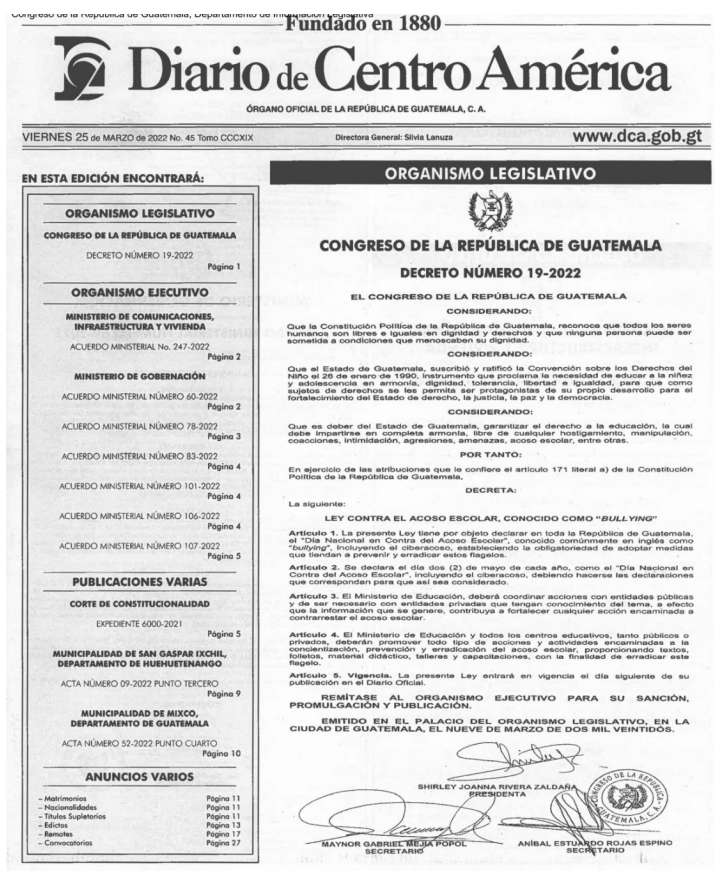 Congreso de la República de Guatemala, Departamento de Información Legislativa
Fundado en 1880
Diario de Centro América
ÓRGANO OFICIAL DE LA REPÚBLICA DE GUATEMALA, C. A.
VIERNES 25 de MARZO de 2022 No. 45 Tomo CCCXIX
Directora General: Silvia Lanuza
www.dca.gob.gt
EN ESTA EDICIÓN ENCONTRARÁ:
ORGANISMO LEGISLATIVO
CONGRESO DE LA REPÚBLICA DE GUATEMALA
DECRETO NÚMERO 19-2022
Página 1
ORGANISMO EJECUTIVO
MINISTERIO DE COMUNICACIONES,
INFRAESTRUCTURA Y VIVIENDA
ACUERDO MINISTERIAL No. 247-2022
Página 2
MINISTERIO DE GOBERNACIÓN
ACUERDO MINISTERIAL NÚMERO 60-2022
Página 2
ACUERDO MINISTERIAL NÚMERO 78-2022
Página 3
ACUERDO MINISTERIAL NÚMERO 83-2022
Página 4
ACUERDO MINISTERIAL NÚMERO 101-2022
Página 4
ACUERDO MINISTERIAL NÚMERO 106-2022
Página 4
ACUERDO MINISTERIAL NÚMERO 107-2022
Página 5
PUBLICACIONES VARIAS
CORTE DE CONSTITUCIONALIDAD
EXPEDIENTE 6000-2021
Página 5
MUNICIPALIDAD DE SAN GASPAR IXCHIL,
DEPARTAMENTO DE HUEHUETENANGO
ACTA NÚMERO 09-2022 PUNTO TERCERO
Página 9
MUNICIPALIDAD DE MIXCO,
DEPARTAMENTO DE GUATEMALA
ACTA NÚMERO 52-2022 PUNTO CUARTO
Página 10
ANUNCIOS VARIOS
– Matrimonios Página 11
– Nacionalidades Página 11
– Títulos Supletorios Página 11
– Edictos Página 13
– Remates Página 17
– Convocatorias Página 27
ORGANISMO LEGISLATIVO
CONGRESO DE LA REPÚBLICA DE GUATEMALA
DECRETO NÚMERO 19-2022
EL CONGRESO DE LA REPÚBLICA DE GUATEMALA
CONSIDERANDO:
Que la Constitución Política de la República de Guatemala, reconoce que todos los seres
humanos son libres e iguales en dignidad y derechos y que ninguna persona puede ser
sometida a condiciones que menoscaben su dignidad.
CONSIDERANDO:
Que el Estado de Guatemala, suscribió y ratificó la Convención sobre los Derechos del
Niño el 26 de enero de 1990, instrumento que proclama la necesidad de educar a la niñez
y adolescencia en armonía, dignidad, tolerancia, libertad e igualdad, para que como
sujetos de derechos se les permita ser protagonistas de su propio desarrollo para el
fortalecimiento del Estado de derecho, la justicia, la paz y la democracia.
CONSIDERANDO:
Que es deber del Estado de Guatemala, garantizar el derecho a la educación, la cual
debe impartirse en completa armonía, libre de cualquier hostigamiento, manipulación,
coacciones, intimidación, agresiones, amenazas, acoso escolar, entre otras.
POR TANTO:
En ejercicio de las atribuciones que le confiere el artículo 171 literal a) de la Constitución
Política de la República de Guatemala,
DECRETA:
La siguiente:
LEY CONTRA EL ACOSO ESCOLAR, CONOCIDO COMO "BULLYING"
Artículo 1. La presente Ley tiene por objeto declarar en toda la República de Guatemala,
el "Día Nacional en Contra del Acoso Escolar", conocido comúnmente en inglés como
"bullying", incluyendo el ciberacoso, estableciendo la obligatoriedad de adoptar medidas
que tiendan a prevenir y erradicar estos flagelos.
Artículo 2. Se declara el día dos (2) de mayo de cada año, como el "Día Nacional en
Contra del Acoso Escolar", incluyendo el ciberacoso, debiendo hacerse las declaraciones
que correspondan para que así sea considerado.
Artículo 3. El Ministerio de Educación, deberá coordinar acciones con entidades públicas
y de ser necesario con entidades privadas que tengan conocimiento del tema, a efecto
que la información que se genere, contribuya a fortalecer cualquier acción encaminada a
contrarrestar el acoso escolar.
Artículo 4. El Ministerio de Educación y todos los centros educativos, tanto públicos o
privados, deberán promover todo tipo de acciones y actividades encaminadas a la
concientización, prevención y erradicación del acoso escolar, proporcionando textos,
folletos, material didáctico, talleres y capacitaciones, con la finalidad de erradicar este
flagelo.
Artículo 5. Vigencia. La presente Ley entrará en vigencia el día siguiente de su
publicación en el Diario Oficial.
REMÍTASE AL ORGANISMO EJECUTIVO PARA SU SANCIÓN,
PROMULGACIÓN Y PUBLICACIÓN.
EMITIDO EN EL PALACIO DEL ORGANISMO LEGISLATIVO, EN LA
CIUDAD DE GUATEMALA, EL NUEVE DE MARZO DE DOS MIL VEINTIDÓS.
SHIRLEY JOANNA RIVERA ZALDAÑA
PRESIDENTA
CONGRESO DE LA REPÚBLICA
GUATEMALA, C. A.
MAYNOR GABRIEL MEJÍA POPOL
SECRETARIO
ANÍBAL ESTUARDO ROJAS ESPINO
SECRETARIO